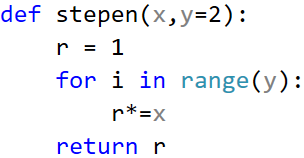 def stepen(x,y=2):
    r = 1
    for i in range(y):
        r*=x
    return r